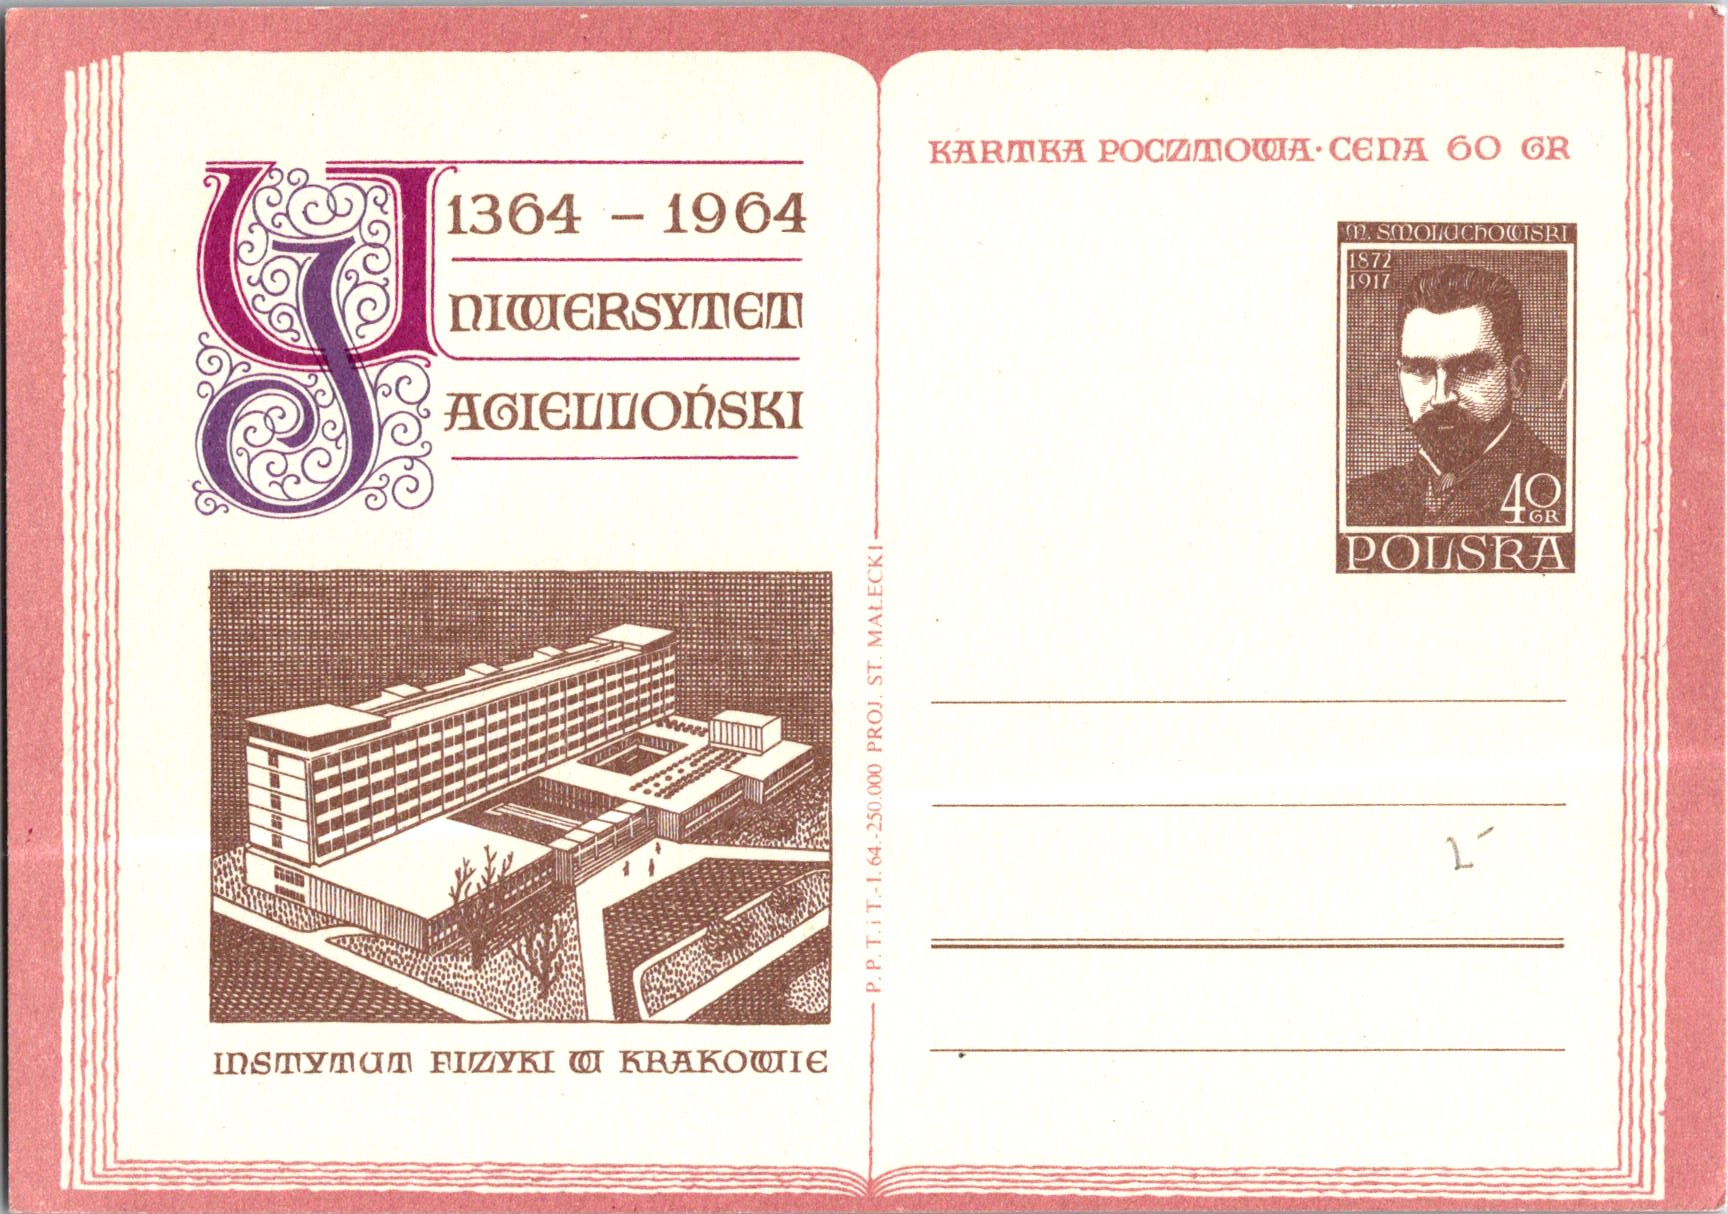 1364 – 1964
UNIWERSYTET
JAGIELLOŃSKI
INSTYTUT FIZYKI W KRAKOWIE
P.P.T. i T.-I.64.-250.000 PROJ. ST. MAŁECKI
KARTKA POCZTOWA · CENA 60 GR
M. SMOLUCHOWSKI
1872
1917
40
GR
POLSKA